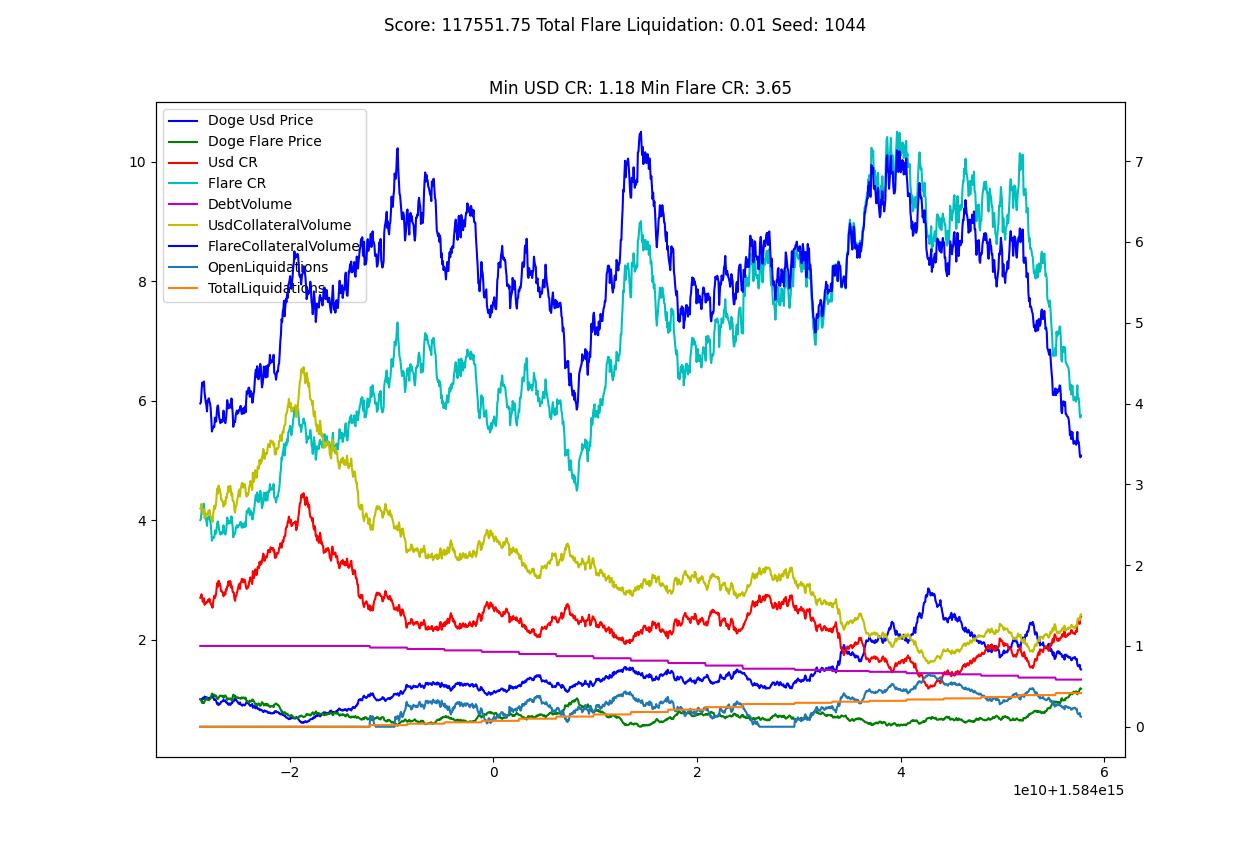 Score: 117551.75 Total Flare Liquidation: 0.01 Seed: 1044
Min USD CR: 1.18 Min Flare CR: 3.65
Doge Usd Price
Doge Flare Price
Usd CR
Flare CR
DebtVolume
UsdCollateralVolume
FlareCollateralVolume
OpenLiquidations
TotalLiquidations
10
8
6
4
2
7
6
5
4
3
2
1
0
−2
0
2
4
6
1e10+1.584e15